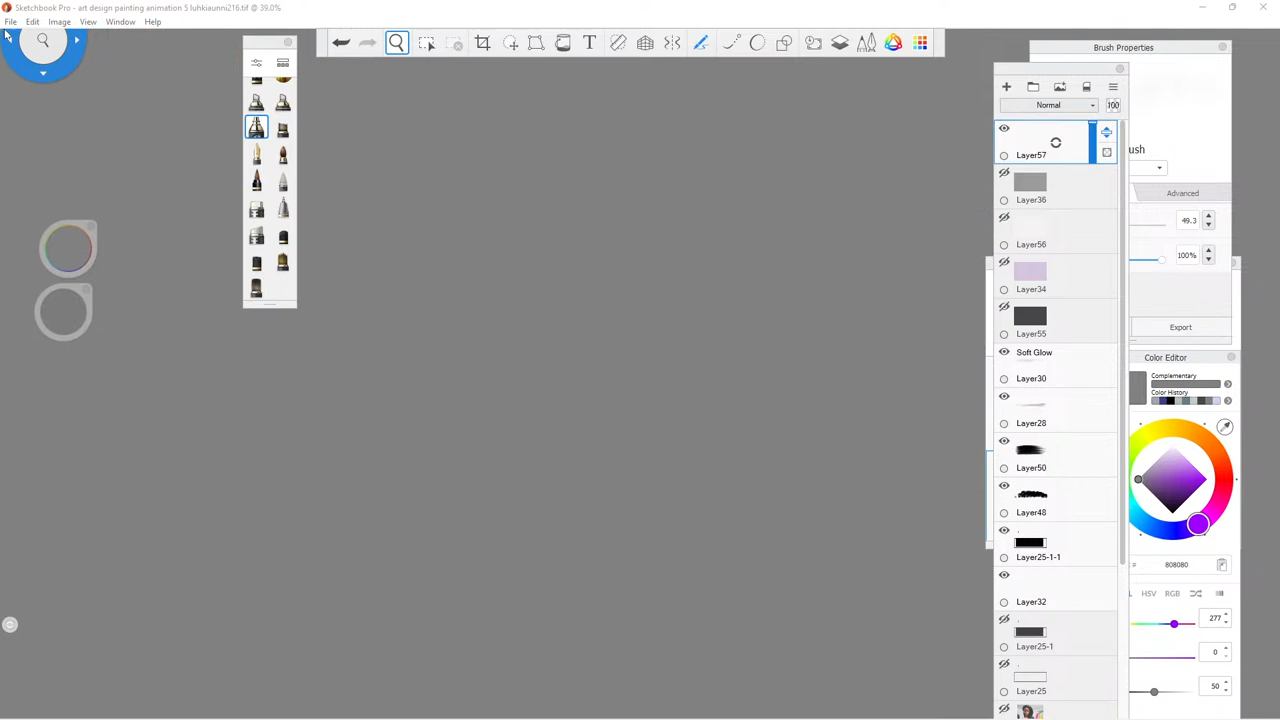 Sketchbook Pro - art design painting animation 5 luhkiaunni216.tif @ 39.0%
File Edit Image View Window Help
Brush Properties
Normal 100
Layer57
Layer36
Layer56
Layer34
Layer55
Soft Glow
Layer30
Layer28
Layer50
Layer48
Layer25-1-1
Layer32
Layer25-1
Layer25
Advanced
49.3
100%
Export
Color Editor
Complementary
Color History
# 808080
HSV RGB
277
0
50